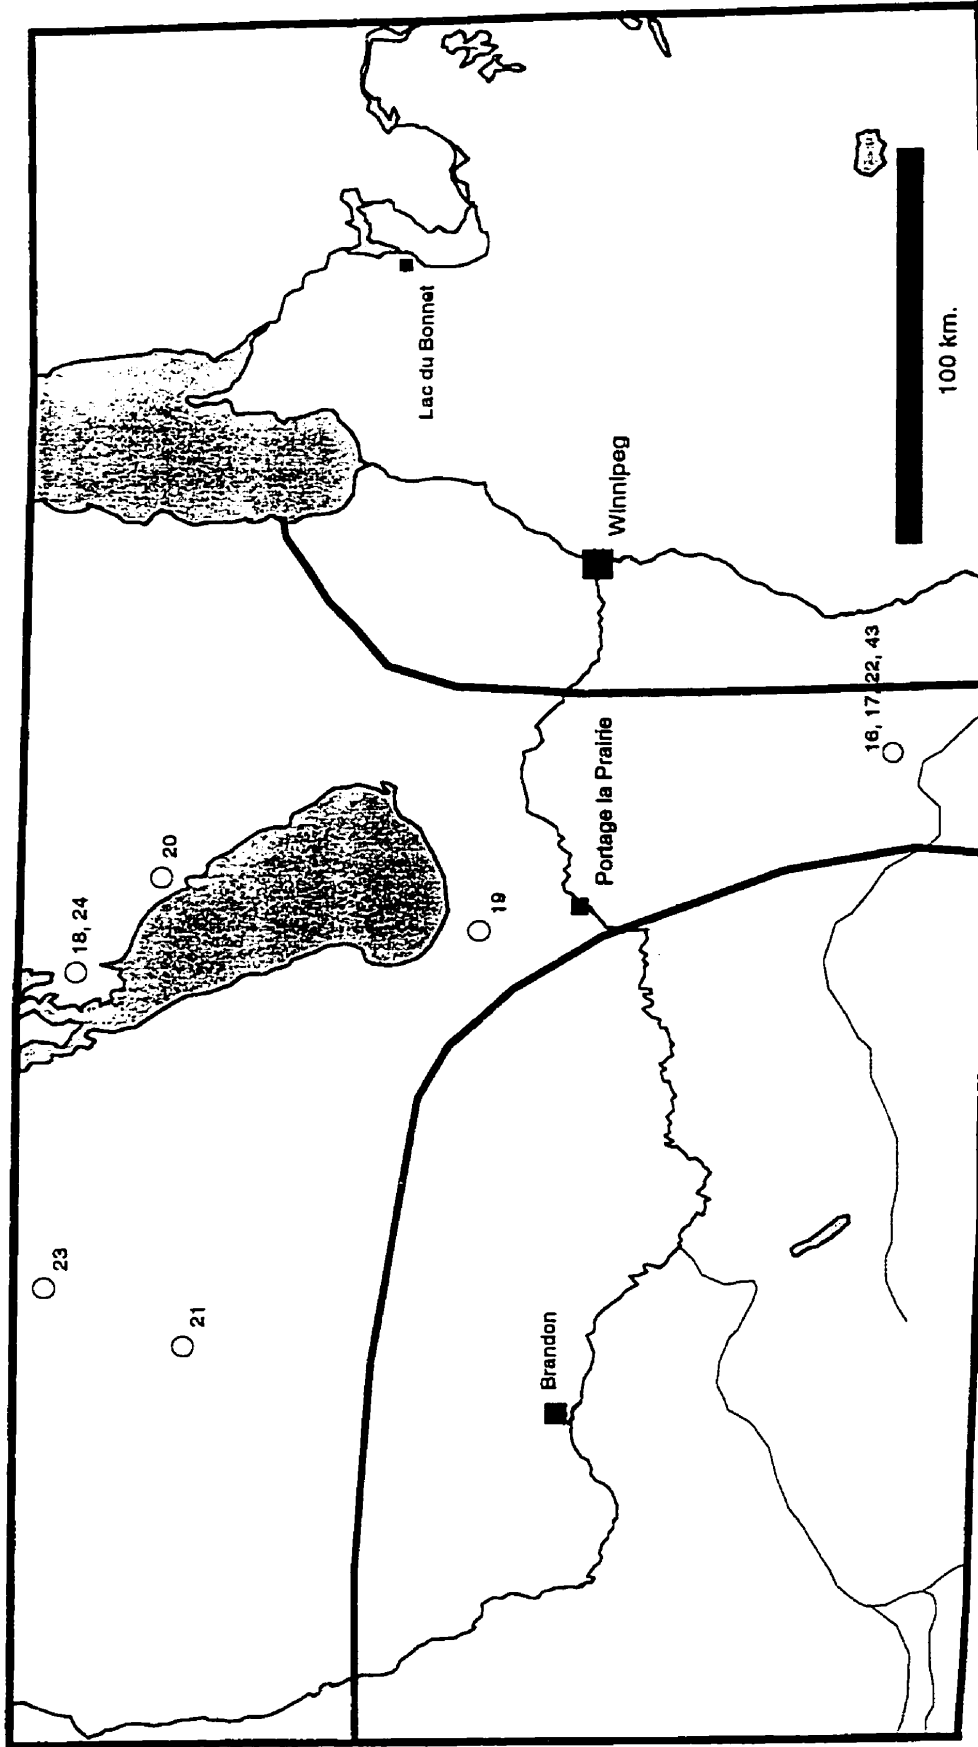 23
21
18, 24
20
19
Lac du Bonnet
Winnipeg
Portage la Prairie
Brandon
16, 17, 22, 43
100 km.